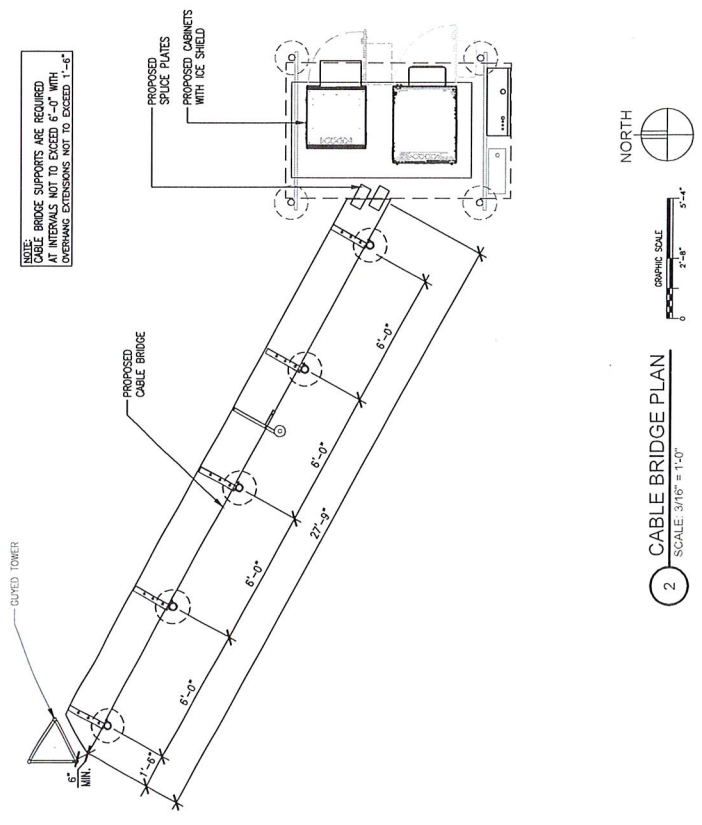 NOTE:
CABLE BRIDGE SUPPORTS ARE REQUIRED
AT INTERVALS NOT TO EXCEED 6'-0" WITH
OVERHANG EXTENSIONS NOT TO EXCEED 1'-6"
PROPOSED
SPLICE PLATES
PROPOSED CABINETS
WITH ICE SHIELD
PROPOSED
CABLE BRIDGE
GUYED TOWER
6"
MIN.
1'-6"
6'-0"
6'-0"
6'-0"
6'-0"
27'-9"
NORTH
GRAPHIC SCALE
0
2'-8"
5'-4"
2
CABLE BRIDGE PLAN
SCALE: 3/16" = 1'-0"